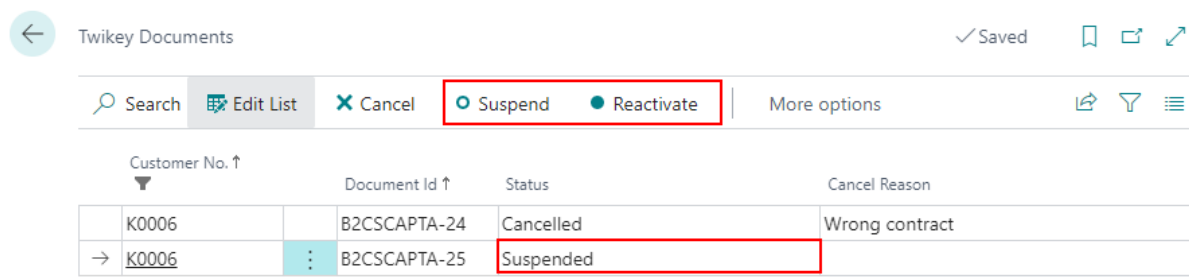 Twikey Documents
Saved
Search Edit List Cancel Suspend Reactivate More options
Customer No. ↑
Document Id ↑ Status Cancel Reason
K0006 B2CSCAPTA-24 Cancelled Wrong contract
K0006 B2CSCAPTA-25 Suspended